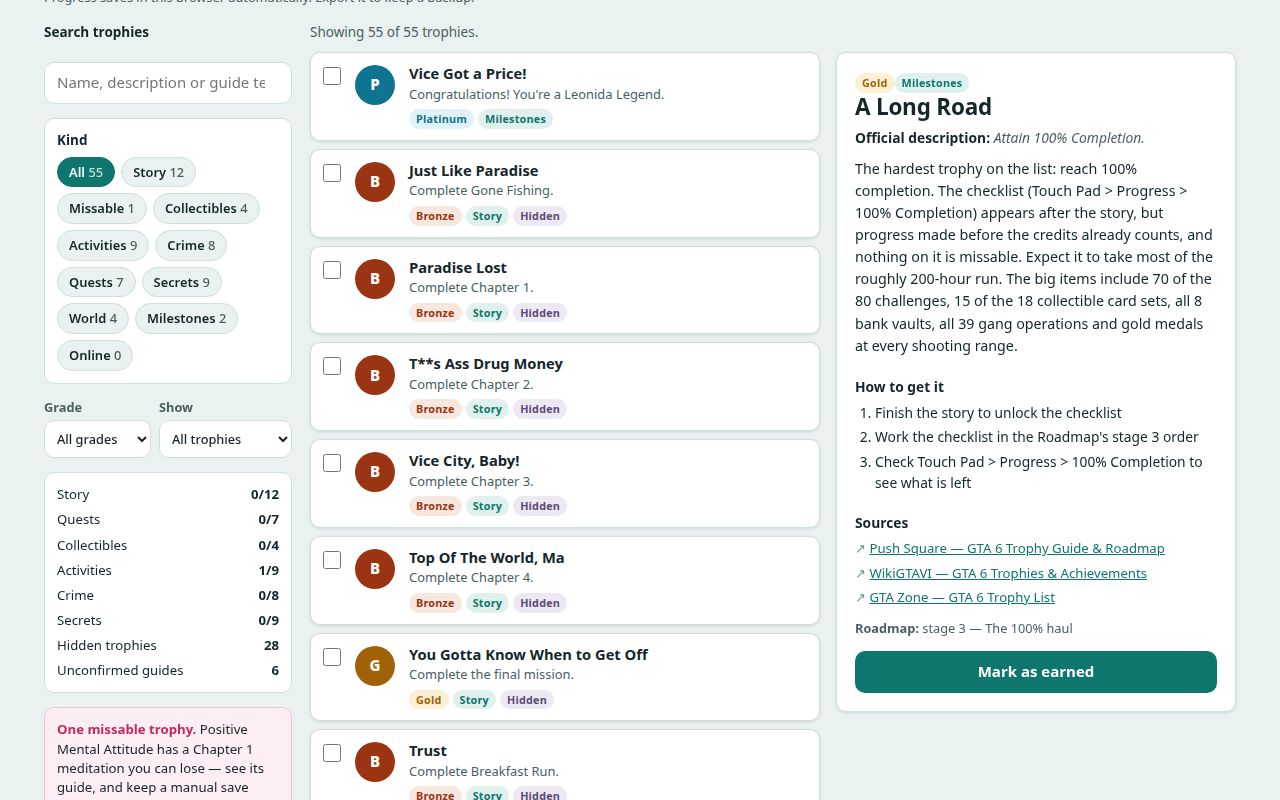 Progress saves in this browser automatically. Export it to keep a backup.
Search trophies
Name, description or guide te
Kind
All 55
Story 12
Missable 1
Collectibles 4
Activities 9
Crime 8
Quests 7
Secrets 9
World 4
Milestones 2
Online 0
Grade
Show
All grades
All trophies
Story 0/12
Quests 0/7
Collectibles 0/4
Activities 1/9
Crime 0/8
Secrets 0/9
Hidden trophies 28
Unconfirmed guides 6
One missable trophy. Positive
Mental Attitude has a Chapter 1
meditation you can lose — see its
guide, and keep a manual save
Showing 55 of 55 trophies.
P
Vice Got a Price!
Congratulations! You're a Leonida Legend.
Platinum Milestones
B
Just Like Paradise
Complete Gone Fishing.
Bronze Story Hidden
B
Paradise Lost
Complete Chapter 1.
Bronze Story Hidden
B
T**s Ass Drug Money
Complete Chapter 2.
Bronze Story Hidden
B
Vice City, Baby!
Complete Chapter 3.
Bronze Story Hidden
B
Top Of The World, Ma
Complete Chapter 4.
Bronze Story Hidden
G
You Gotta Know When to Get Off
Complete the final mission.
Gold Story Hidden
B
Trust
Complete Breakfast Run.
Bronze Story Hidden
Gold Milestones
A Long Road
Official description: Attain 100% Completion.
The hardest trophy on the list: reach 100%
completion. The checklist (Touch Pad > Progress >
100% Completion) appears after the story, but
progress made before the credits already counts, and
nothing on it is missable. Expect it to take most of the
roughly 200-hour run. The big items include 70 of the
80 challenges, 15 of the 18 collectible card sets, all 8
bank vaults, all 39 gang operations and gold medals
at every shooting range.
How to get it
1. Finish the story to unlock the checklist
2. Work the checklist in the Roadmap's stage 3 order
3. Check Touch Pad > Progress > 100% Completion to
see what is left
Sources
↗ Push Square — GTA 6 Trophy Guide & Roadmap
↗ WikiGTAVI — GTA 6 Trophies & Achievements
↗ GTA Zone — GTA 6 Trophy List
Roadmap: stage 3 — The 100% haul
Mark as earned